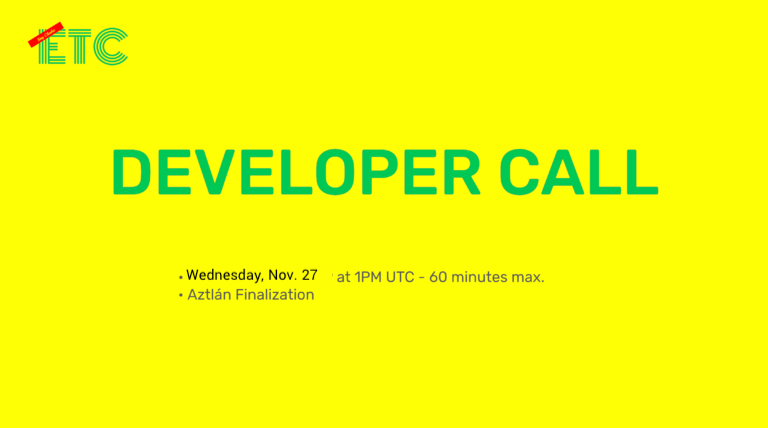 ETC
DEVELOPER CALL
• Wednesday, Nov. 27 at 1PM UTC - 60 minutes max.
• Aztlán Finalization